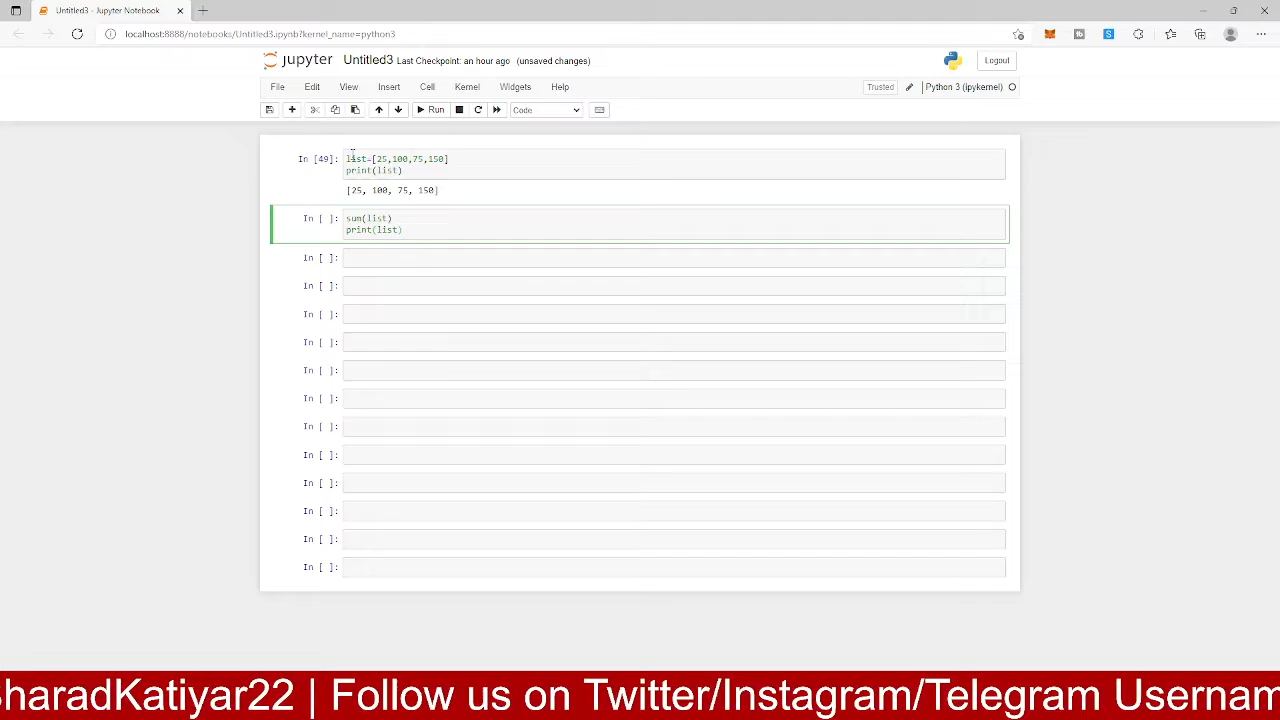 Untitled3 - Jupyter Notebook
localhost:8888/notebooks/Untitled3.ipynb?kernel_name=python3
jupyter Untitled3 Last Checkpoint: an hour ago (unsaved changes) Logout
File Edit View Insert Cell Kernel Widgets Help Trusted Python 3 (ipykernel)
Run Code
In [49]: list=[25,100,75,150]
print(list)
[25, 100, 75, 150]
In [ ]: sum(list)
print(list)
In [ ]:
In [ ]:
In [ ]:
In [ ]:
In [ ]:
In [ ]:
In [ ]:
In [ ]:
In [ ]:
In [ ]:
In [ ]:
In [ ]:
SharadKatiyar22 | Follow us on Twitter/Instagram/Telegram Usernam